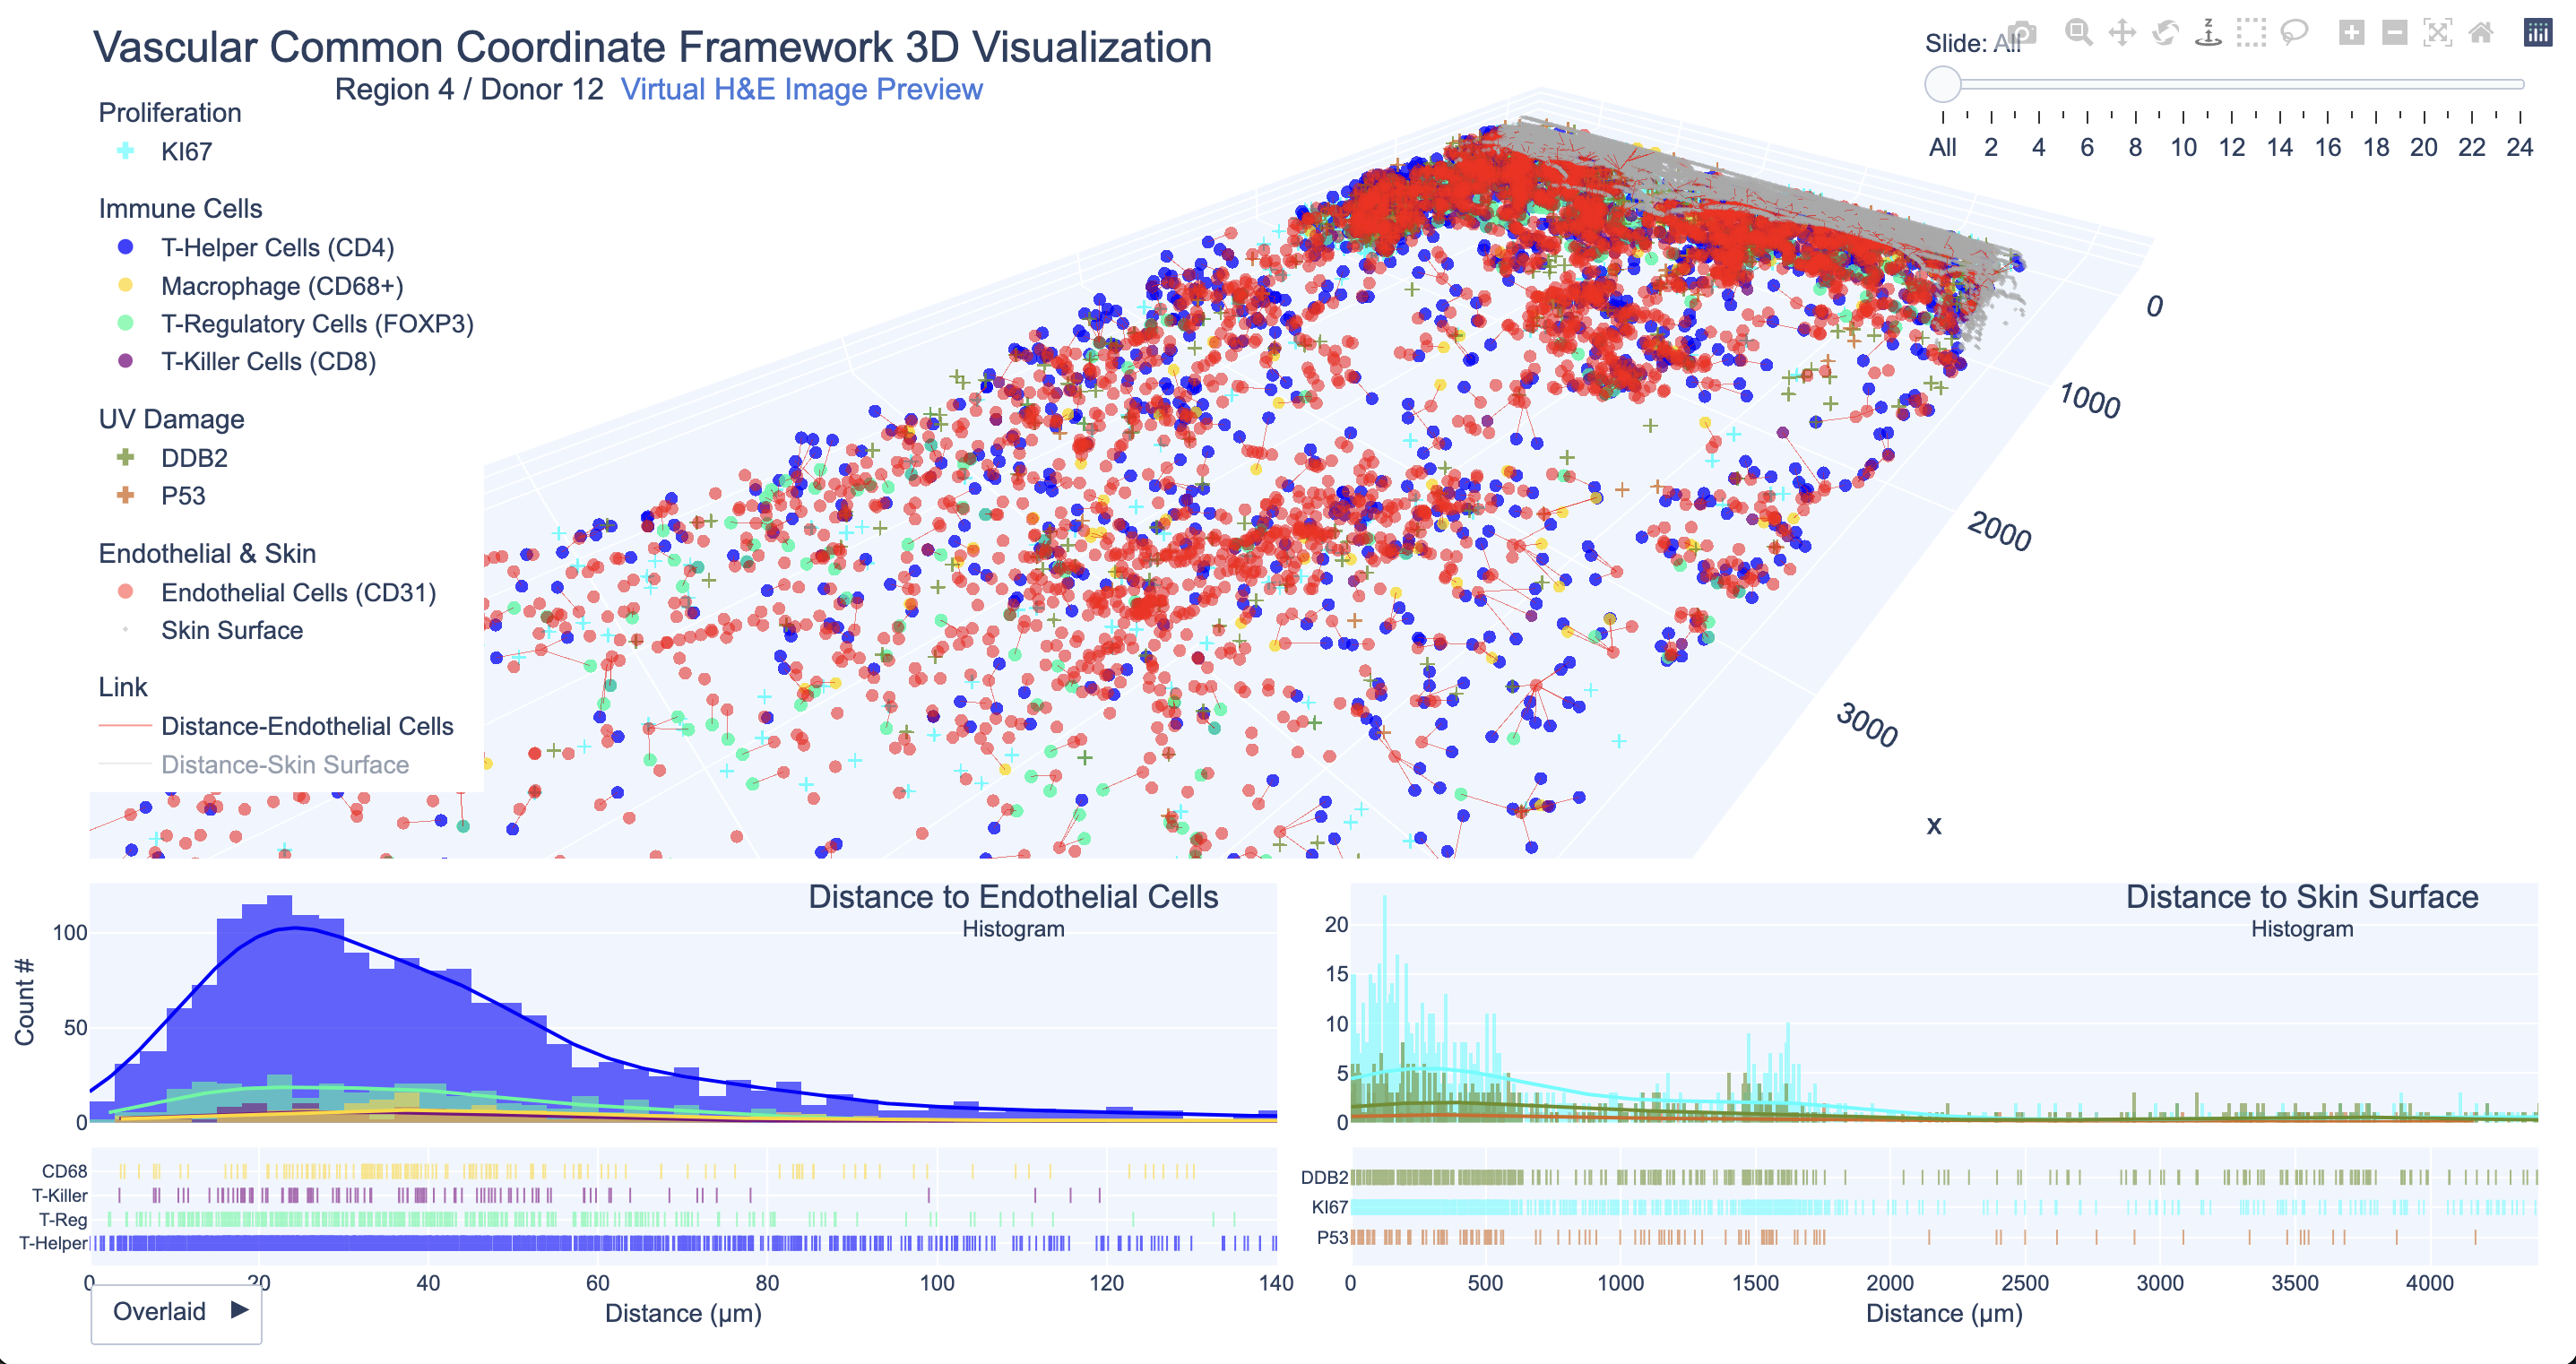 Vascular Common Coordinate Framework 3D Visualization
Region 4 / Donor 12 Virtual H&E Image Preview
Slide: All
All 2 4 6 8 10 12 14 16 18 20 22 24
Proliferation
KI67
Immune Cells
T-Helper Cells (CD4)
Macrophage (CD68+)
T-Regulatory Cells (FOXP3)
T-Killer Cells (CD8)
UV Damage
DDB2
P53
Endothelial & Skin
Endothelial Cells (CD31)
Skin Surface
Link
Distance-Endothelial Cells
Distance-Skin Surface
z
0
1000
2000
3000
x
Distance to Endothelial Cells
Histogram
Count #
100
50
0
CD68
T-Killer
T-Reg
T-Helper
0 20 40 60 80 100 120 140
Distance (μm)
Overlaid ►
Distance to Skin Surface
Histogram
20
15
10
5
0
DDB2
KI67
P53
0 500 1000 1500 2000 2500 3000 3500 4000
Distance (μm)